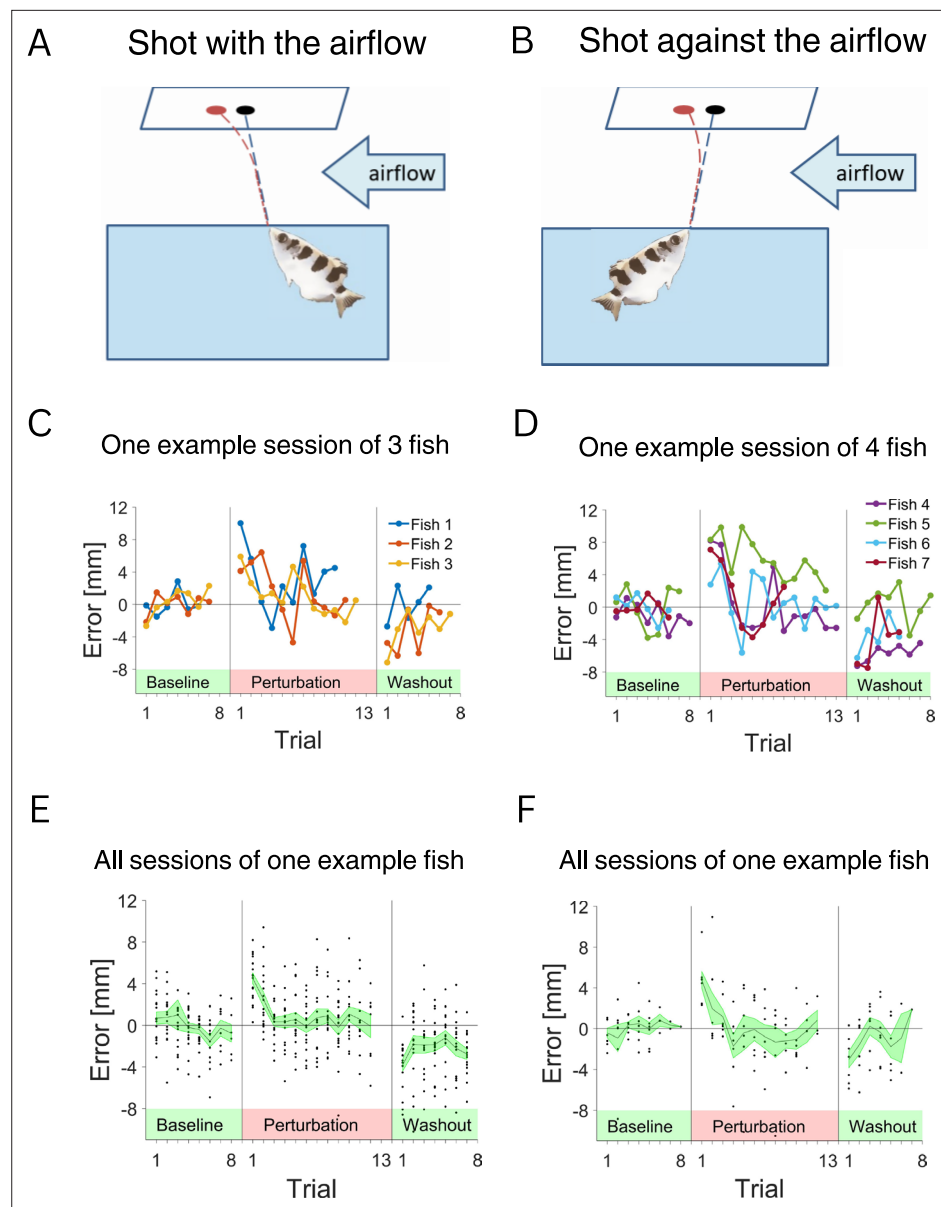 A
Shot with the airflow
airflow
B
Shot against the airflow
airflow
C
One example session of 3 fish
Error [mm]
12
8
4
0
-4
-8
Fish 1
Fish 2
Fish 3
Baseline
Perturbation
Washout
1 8 1 13 1 8
Trial
D
One example session of 4 fish
Error [mm]
12
8
4
0
-4
-8
Fish 4
Fish 5
Fish 6
Fish 7
Baseline
Perturbation
Washout
1 8 1 13 1 8
Trial
E
All sessions of one example fish
Error [mm]
12
8
4
0
-4
-8
Baseline
Perturbation
Washout
1 8 1 13 1 8
Trial
F
All sessions of one example fish
Error [mm]
12
8
4
0
-4
-8
Baseline
Perturbation
Washout
1 8 1 13 1 8
Trial